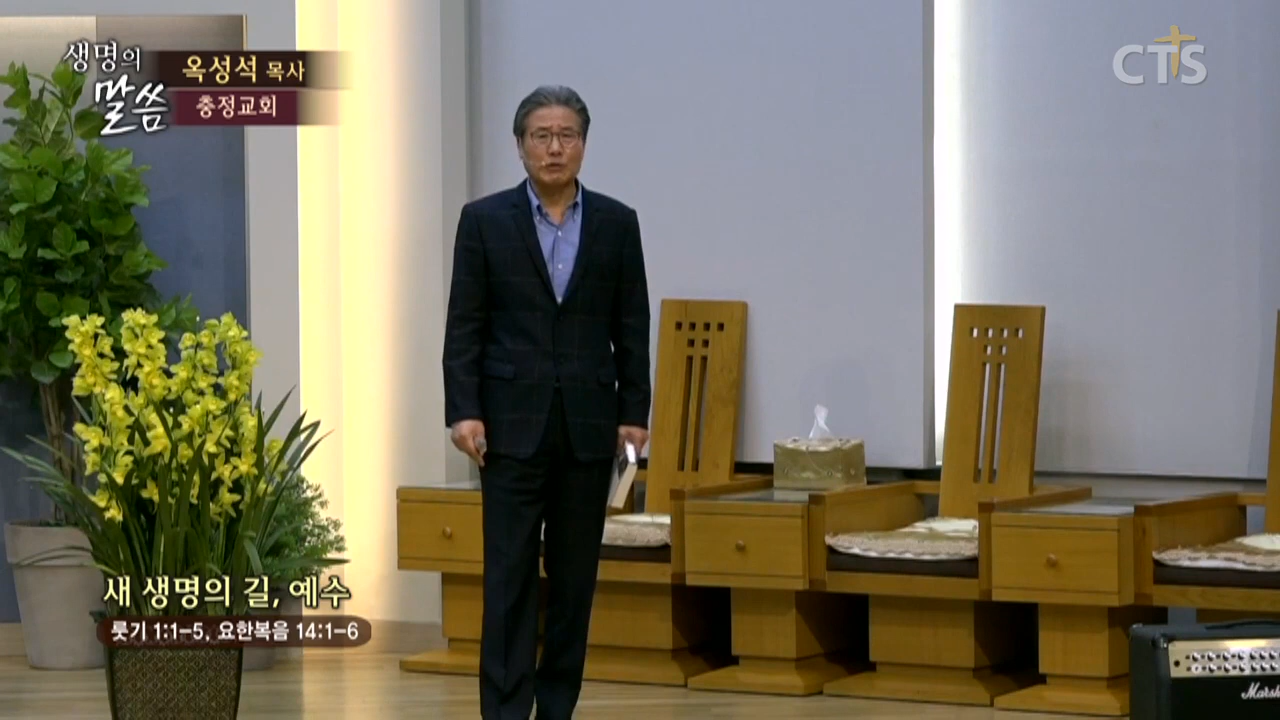 생명의
말씀
옥성석 목사
충정교회
CTS
새 생명의 길, 예수
룻기 1:1-5, 요한복음 14:1-6